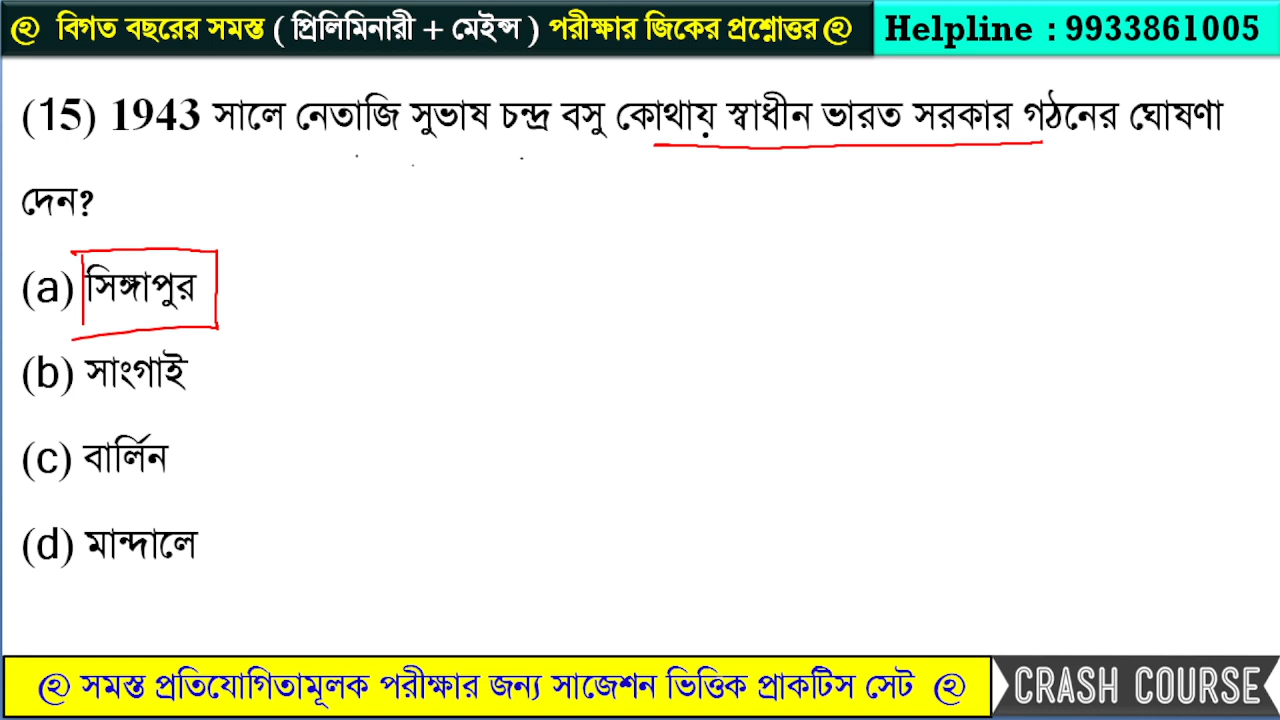 বিগত বছরের সমস্ত ( প্রিলিমিনারী + মেইন্স ) পরীক্ষার জিকের প্রশ্নোত্তর
Helpline : 9933861005
(15) 1943 সালে নেতাজি সুভাষ চন্দ্র বসু কোথায় স্বাধীন ভারত সরকার গঠনের ঘোষণা
দেন?
(a) সিঙ্গাপুর
(b) সাংগাই
(c) বার্লিন
(d) মান্দালে
সমস্ত প্রতিযোগিতামূলক পরীক্ষার জন্য সাজেশন ভিত্তিক প্রাকটিস সেট
CRASH COURSE